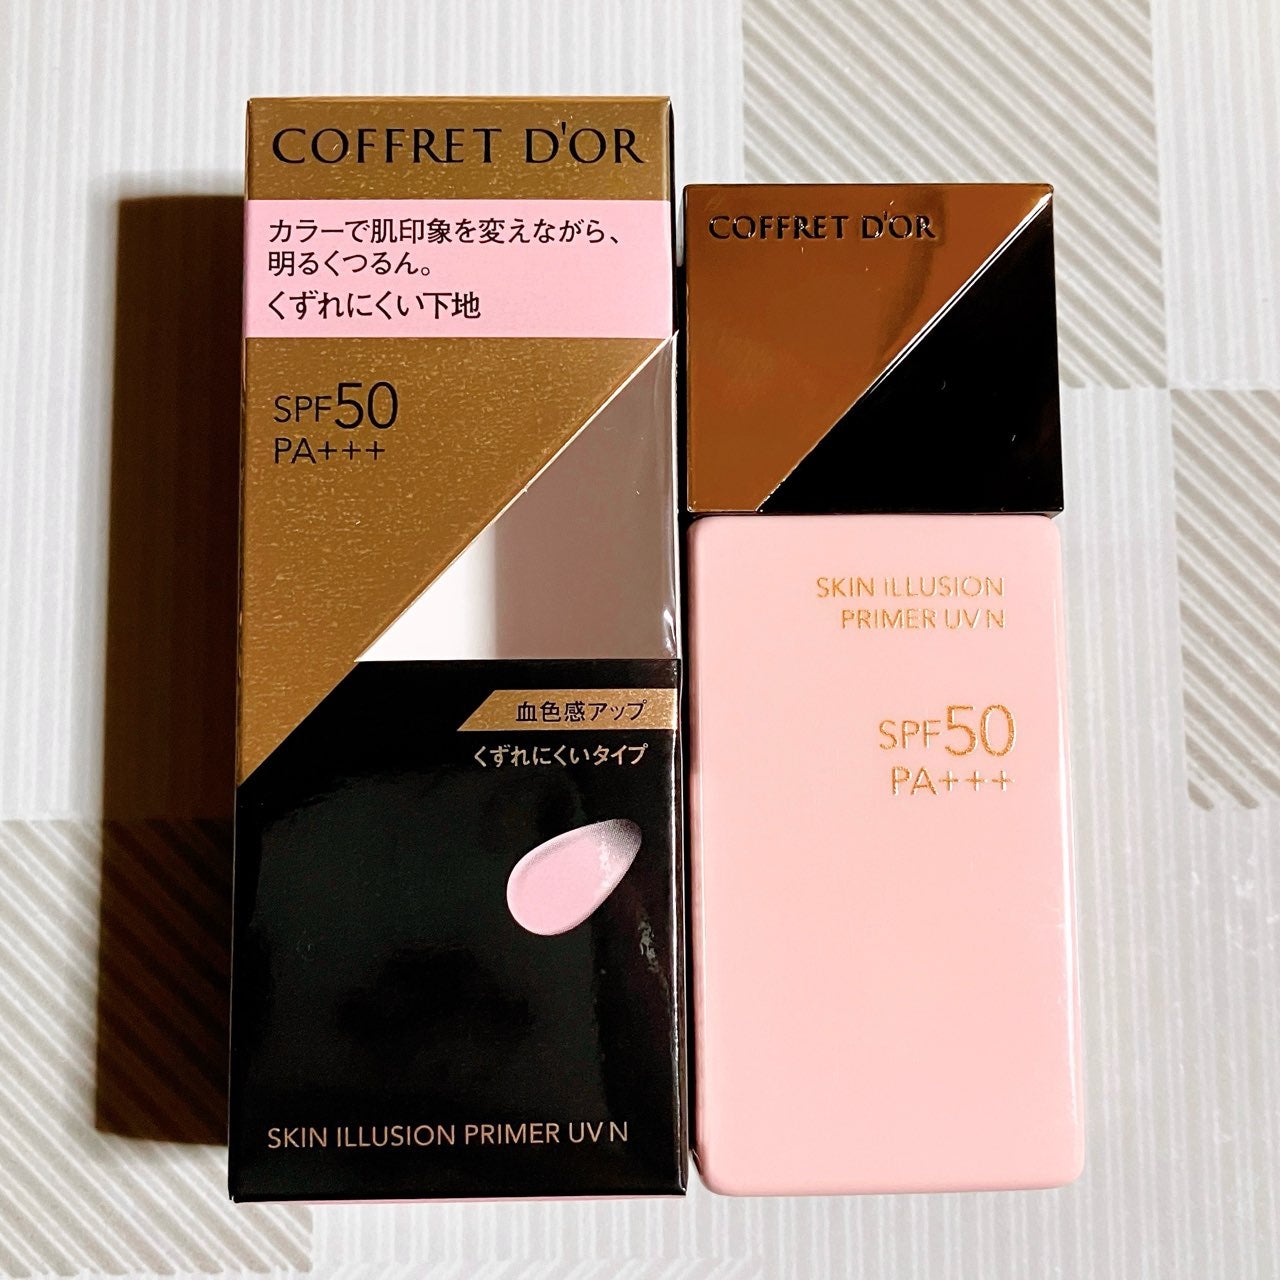 COFFRET D'OR
カラーで肌印象を変えながら、
明るくつるん。
くずれにくい下地
SPF50
PA+++
血色感アップ
くずれにくいタイプ
SKIN ILLUSION PRIMER UV N
COFFRET D'OR
SKIN ILLUSION
PRIMER UV N
SPF50
PA+++